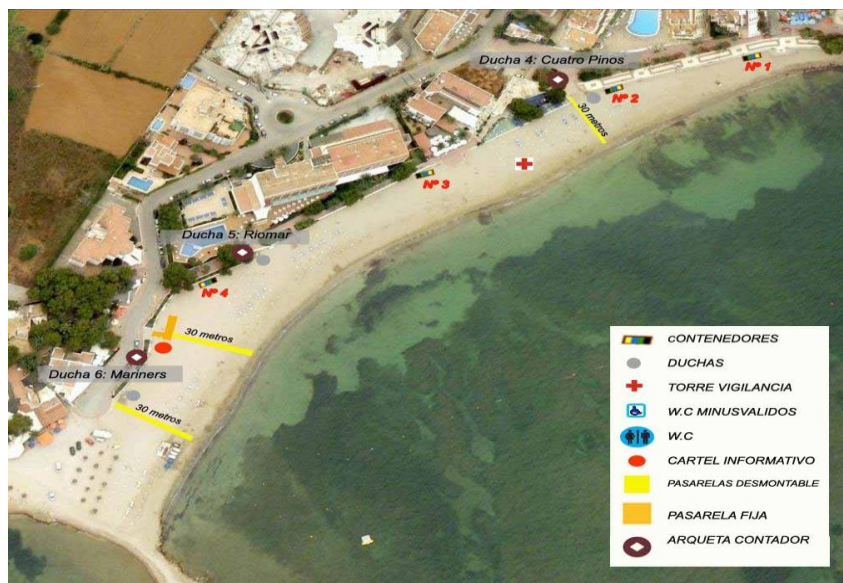 Ducha 4: Cuatro Pinos
Nº 1
Nº 2
30 metros
Nº 3
Ducha 5: Riomar
Nº 4
30 metros
Ducha 6: Mariners
30 metros
CONTENEDORES
DUCHAS
TORRE VIGILANCIA
W.C MINUSVALIDOS
W.C
CARTEL INFORMATIVO
PASARELAS DESMONTABLE
PASARELA FIJA
ARQUETA CONTADOR